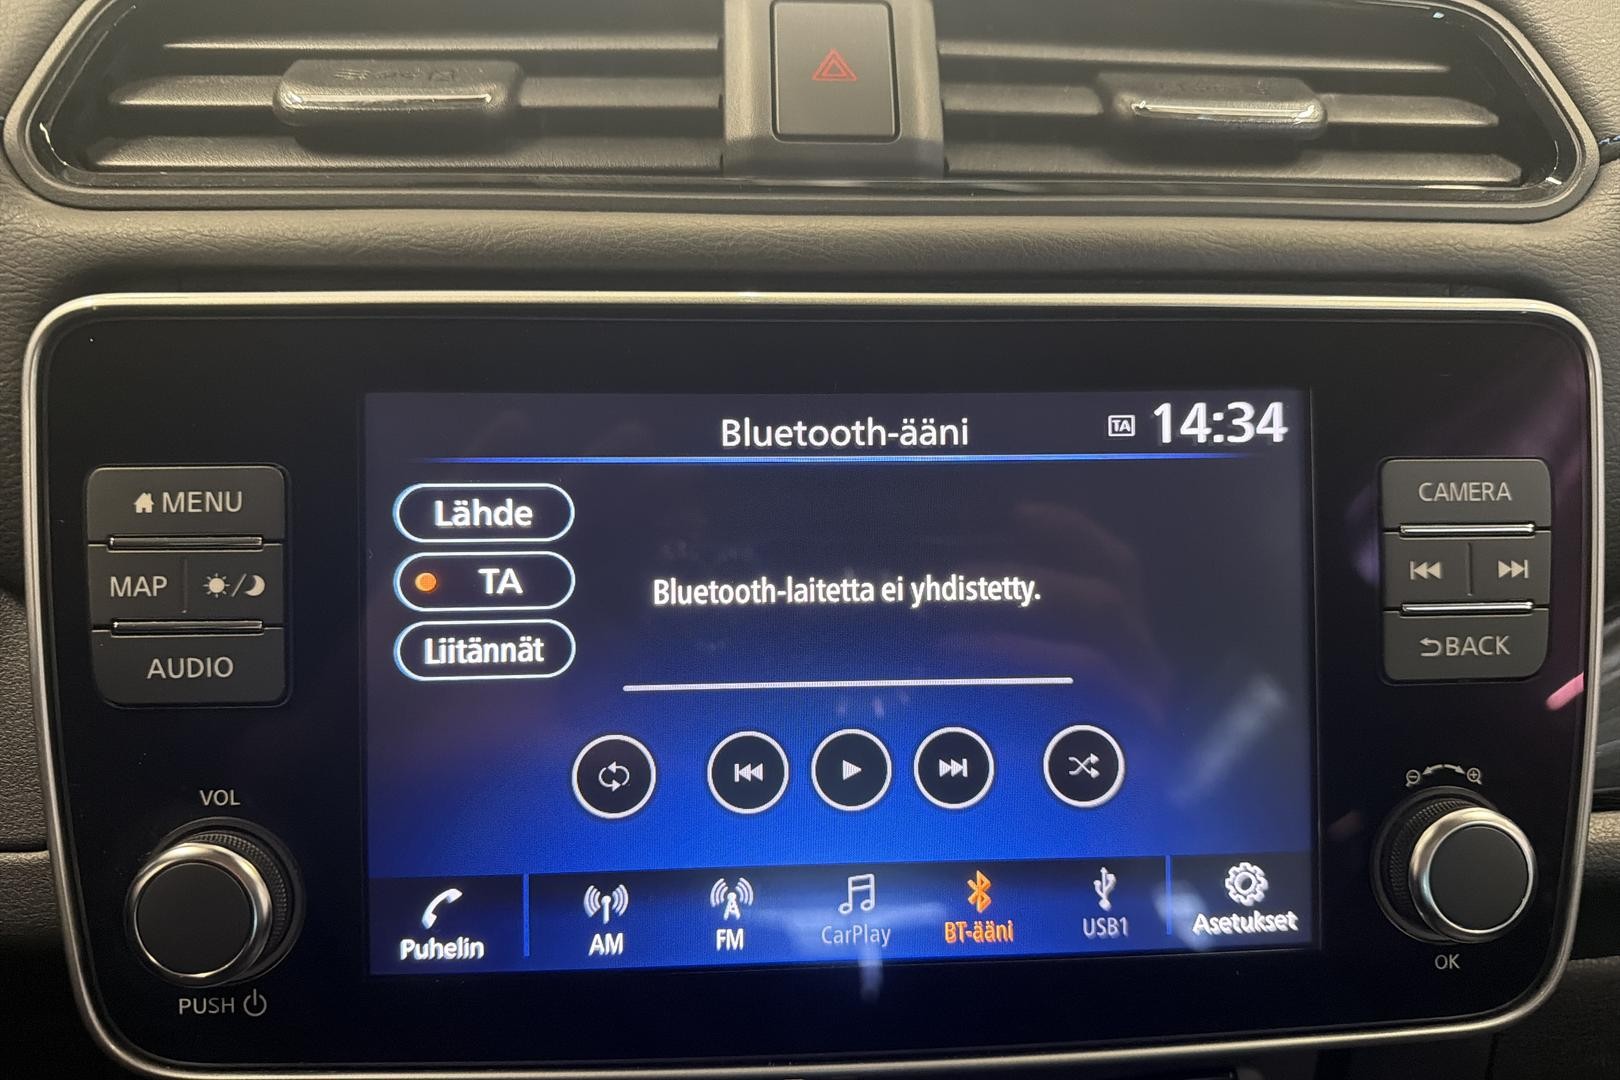 Bluetooth-ääni
TA
14:34
MENU
MAP
AUDIO
VOL
PUSH
Lähde
TA
Liitännät
Bluetooth-laitetta ei yhdistetty.
Puhelin
AM
FM
CarPlay
BT-ääni
USB1
Asetukset
CAMERA
BACK
OK